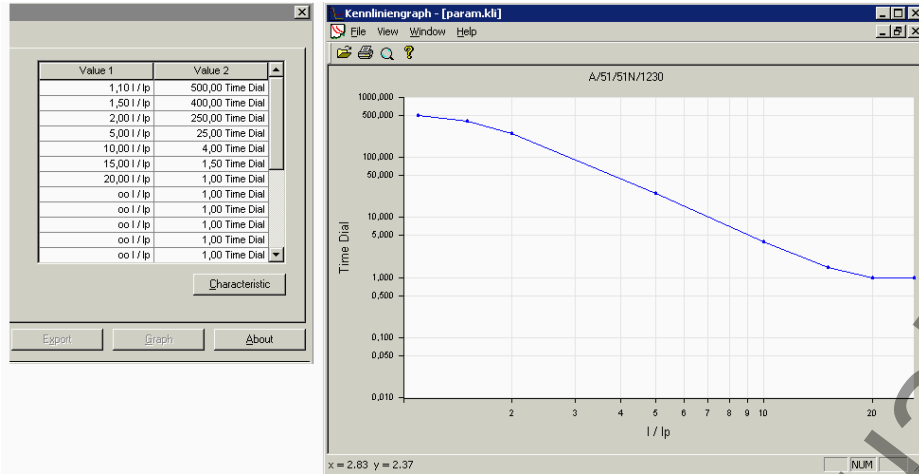 Value 1 Value 2
1,10 I / Ip 500,00 Time Dial
1,50 I / Ip 400,00 Time Dial
2,00 I / Ip 250,00 Time Dial
5,00 I / Ip 25,00 Time Dial
10,00 I / Ip 4,00 Time Dial
15,00 I / Ip 1,50 Time Dial
20,00 I / Ip 1,00 Time Dial
oo I / Ip 1,00 Time Dial
oo I / Ip 1,00 Time Dial
oo I / Ip 1,00 Time Dial
oo I / Ip 1,00 Time Dial
oo I / Ip 1,00 Time Dial
Characteristic
Export Graph About
Kennliniengraph - [param.kli]
File View Window Help
A/51/51N/1230
1000,000
500,000
100,000
50,000
10,000
5,000
1,000
0,500
0,100
0,050
0,010
Time Dial
2 3 4 5 6 7 8 9 10 20
I / Ip
x = 2.83 y = 2.37
NUM